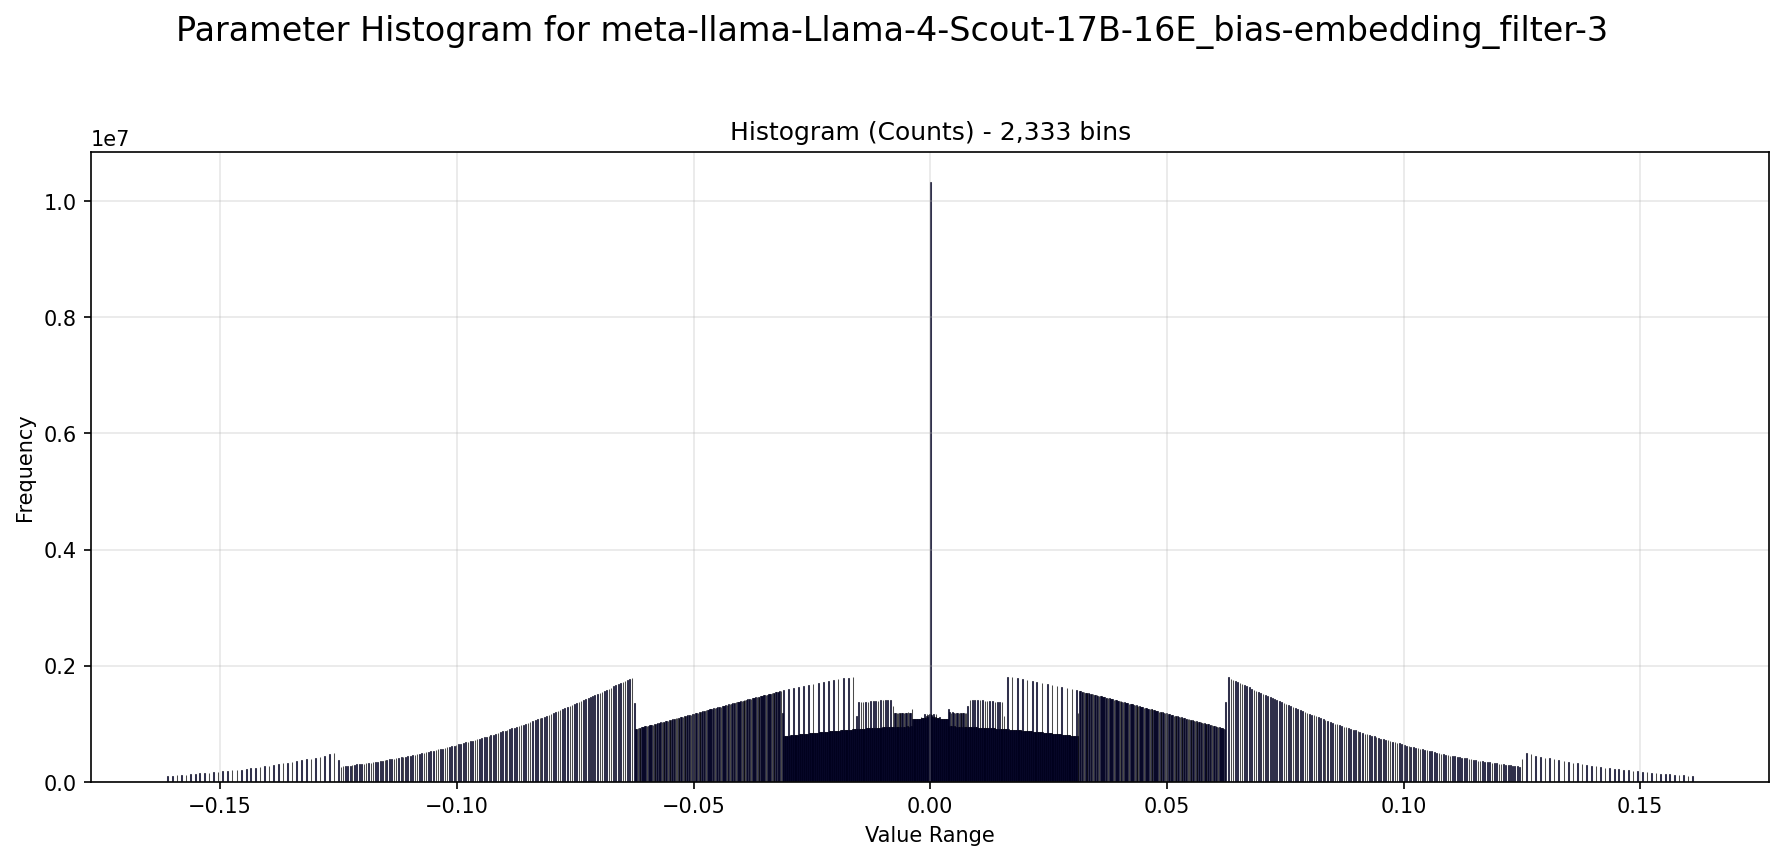 Parameter Histogram for meta-llama-Llama-4-Scout-17B-16E_bias-embedding_filter-3
Histogram (Counts) - 2,333 bins
1e7
1.0
0.8
0.6
0.4
0.2
0.0
Frequency
−0.15
−0.10
−0.05
0.00
0.05
0.10
0.15
Value Range